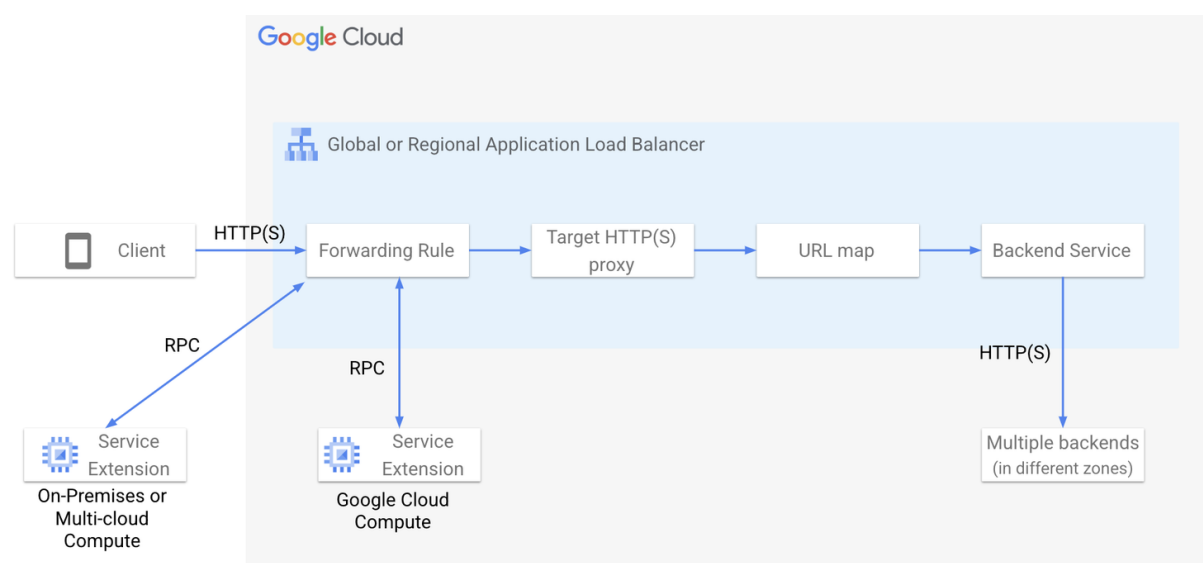 Google Cloud
Global or Regional Application Load Balancer
Client
HTTP(S)
Forwarding Rule
Target HTTP(S)
proxy
URL map
Backend Service
RPC
RPC
HTTP(S)
Service
Extension
On-Premises or
Multi-cloud
Compute
Service
Extension
Google Cloud
Compute
Multiple backends
(in different zones)